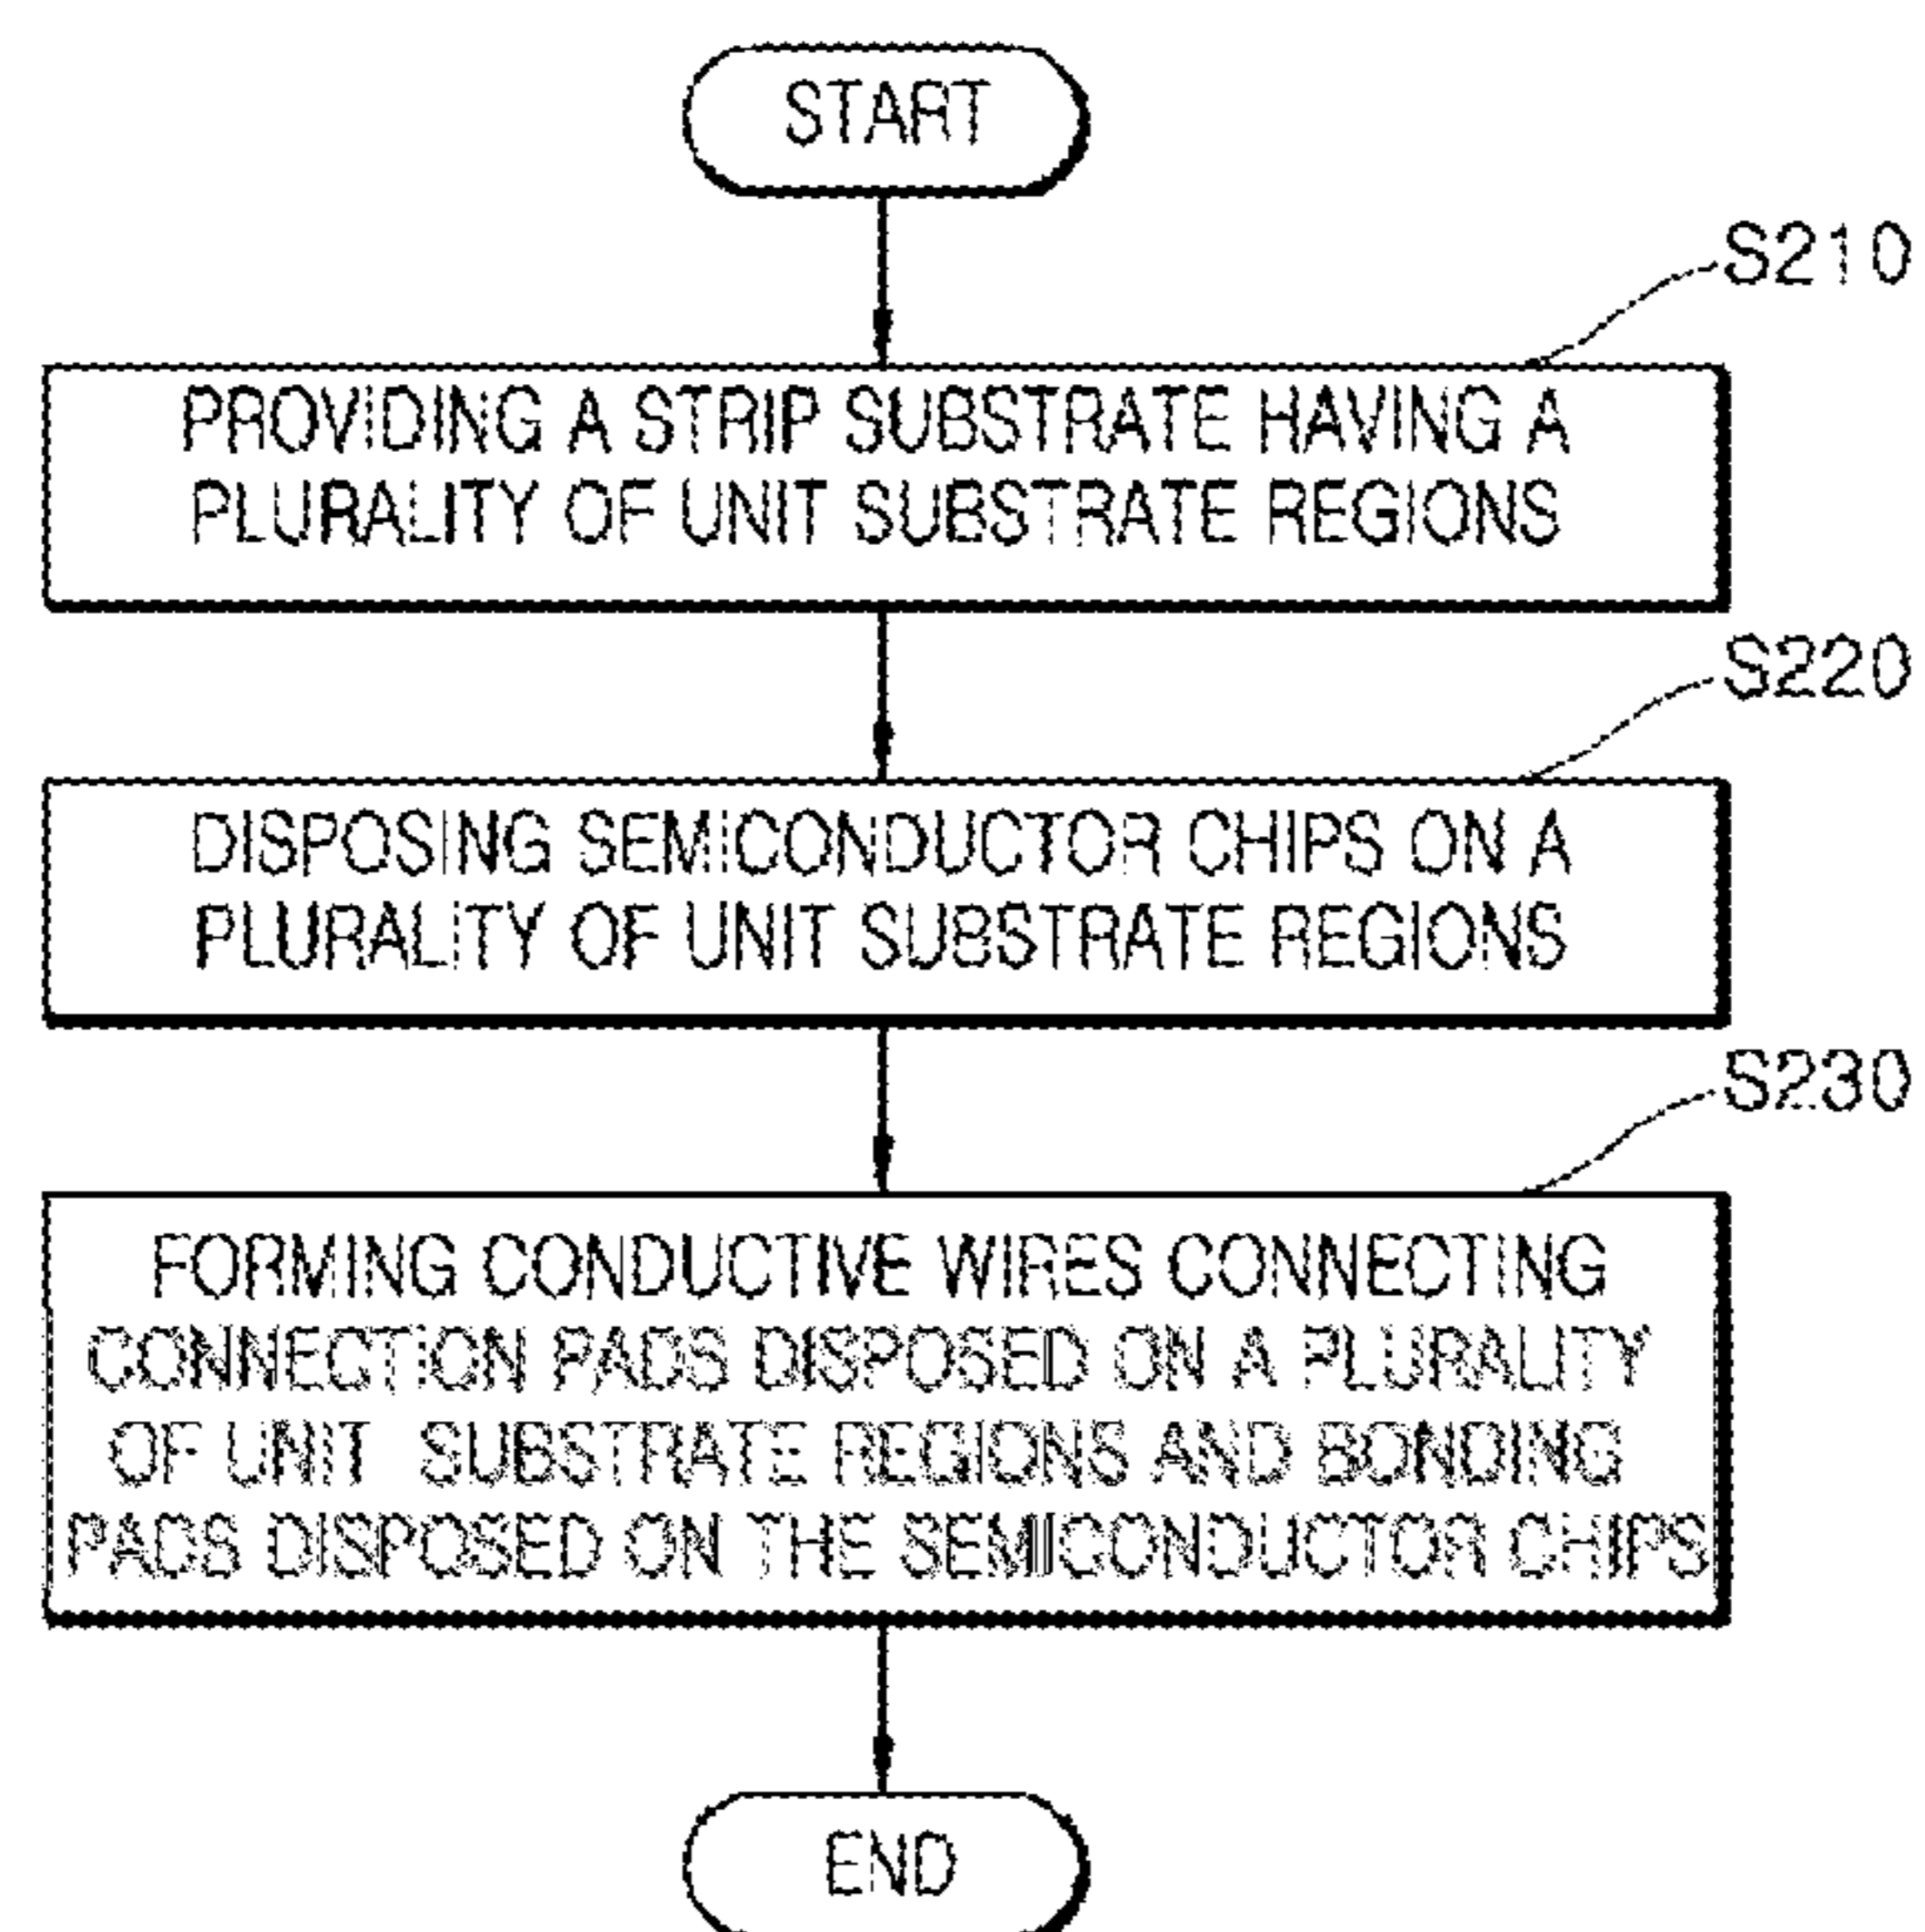 START
S210
PROVIDING A STRIP SUBSTRATE HAVING A
PLURALITY OF UNIT SUBSTRATE REGIONS
S220
DISPOSING SEMICONDUCTOR CHIPS ON A
PLURALITY OF UNIT SUBSTRATE REGIONS
S230
FORMING CONDUCTIVE WIRES CONNECTING
CONNECTION PADS DISPOSED ON A PLURALITY
OF UNIT SUBSTRATE REGIONS AND BONDING
PADS DISPOSED ON THE SEMICONDUCTOR CHIPS
END